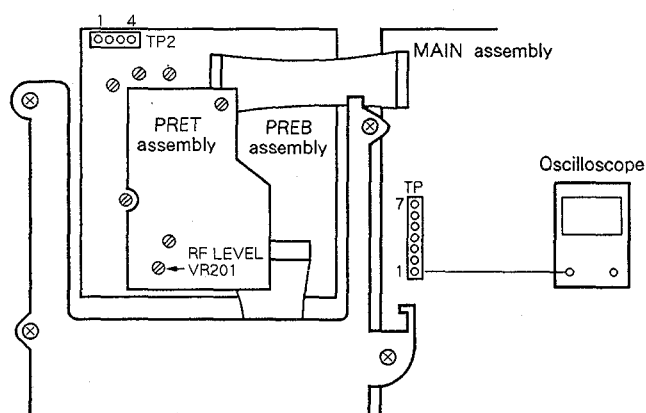 1 4
TP2
MAIN assembly
PRET
assembly
PREB
assembly
Oscilloscope
TP
7
1
RF LEVEL
VR201